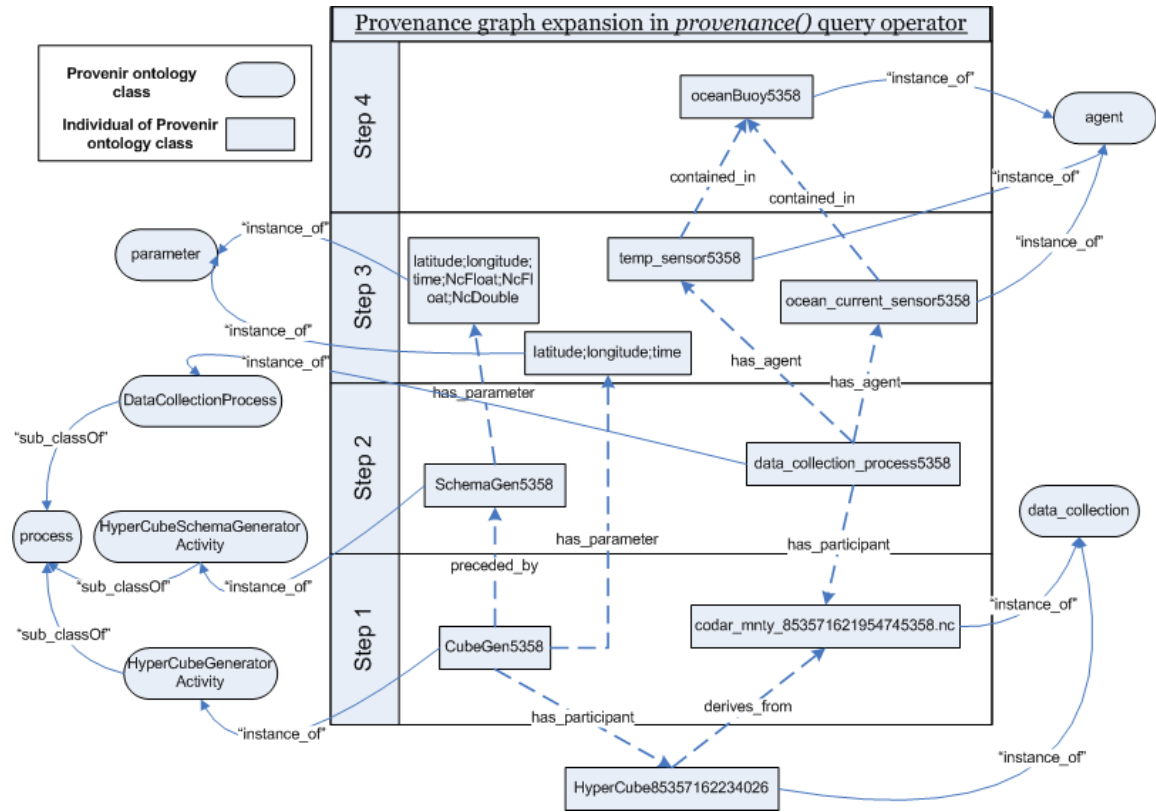 Provenance graph expansion in provenance() query operator
Provenir ontology
class
Individual of Provenir
ontology class
Step 4
oceanBuoy5358
"instance_of"
agent
contained_in
contained_in
"instance_of"
"instance_of"
Step 3
"instance_of"
parameter
latitude;longitude;
time;NcFloat;NcFl
oat;NcDouble
temp_sensor5358
ocean_current_sensor5358
"instance_of"
latitude;longitude;time
"instance_of"
has_agent
has_agent
DataCollectionProcess
has_parameter
Step 2
"sub_classOf"
data_collection_process5358
SchemaGen5358
process
HyperCubeSchemaGenerator
Activity
data_collection
has_parameter
has_participant
preceded_by
"sub_classOf"
"instance_of"
Step 1
"instance_of"
"sub_classOf"
codar_mnty_853571621954745358.nc
CubeGen5358
HyperCubeGenerator
Activity
derives_from
has_participant
"instance_of"
"instance_of"
HyperCube85357162234026